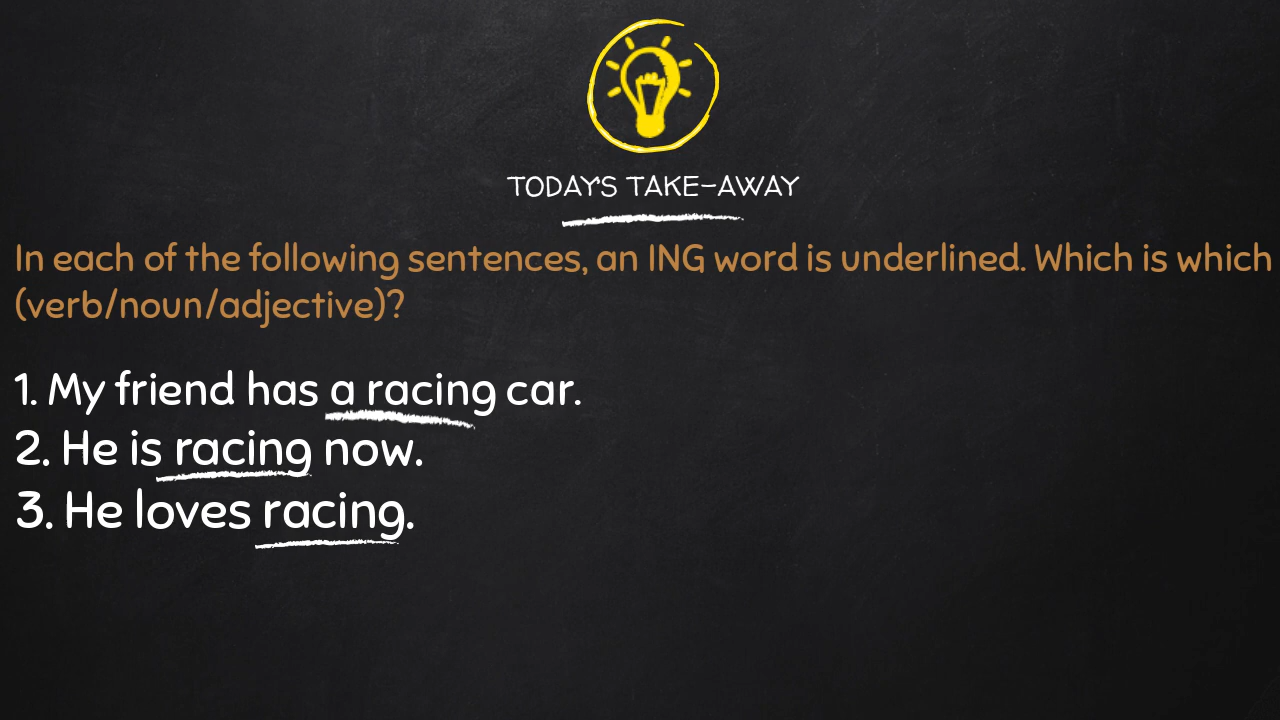 TODAY'S TAKE-AWAY
In each of the following sentences, an ING word is underlined. Which is which
(verb/noun/adjective)?
1. My friend has a racing car.
2. He is racing now.
3. He loves racing.